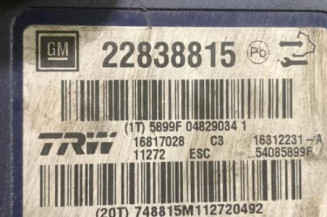 GM 22838815 Pb
(1T) 5899F 04829034 1
TRW 16817028 C3 16312231-A
11272 ESC 54085899F
(20T) 748815M112720492